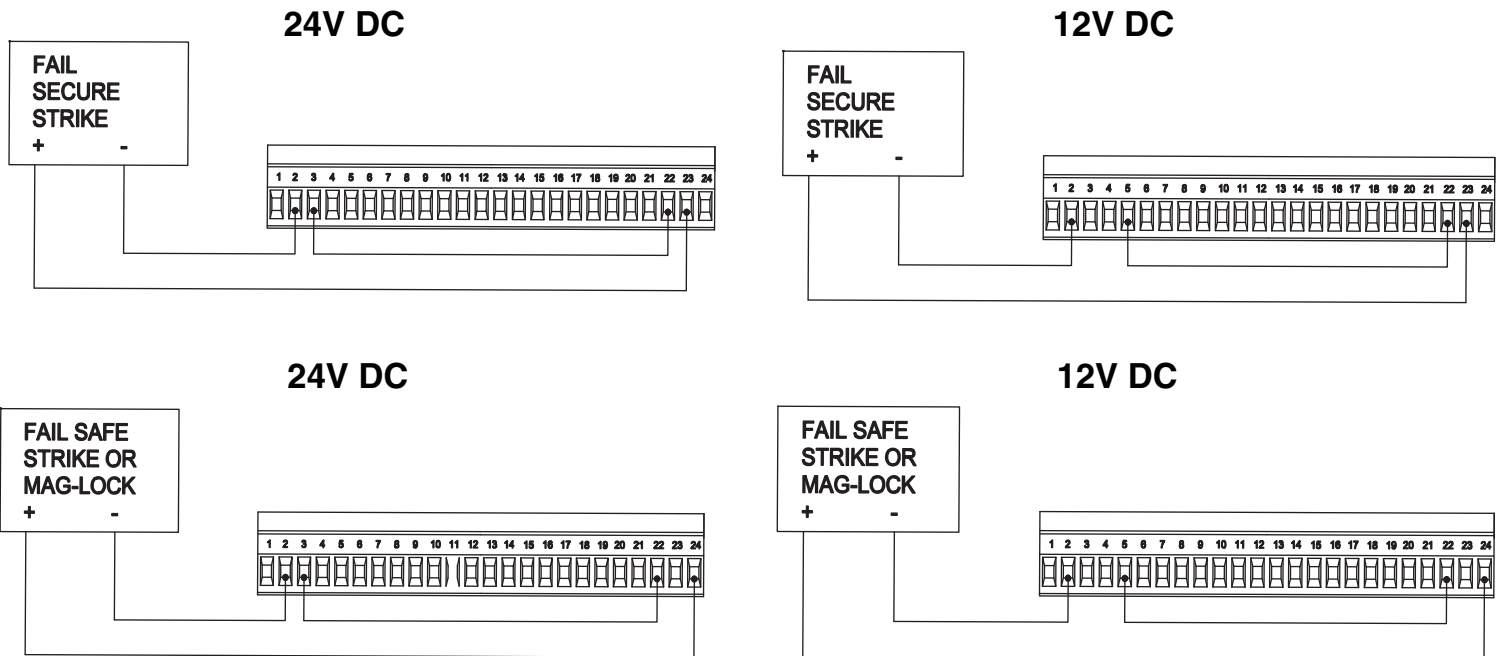 24V DC
FAIL
SECURE
STRIKE
+ -
1 2 3 4 5 6 7 8 9 10 11 12 13 14 15 16 17 18 19 20 21 22 23 24
12V DC
FAIL
SECURE
STRIKE
+ -
1 2 3 4 5 6 7 8 9 10 11 12 13 14 15 16 17 18 19 20 21 22 23 24
24V DC
FAIL SAFE
STRIKE OR
MAG-LOCK
+ -
1 2 3 4 5 6 7 8 9 10 11 12 13 14 15 16 17 18 19 20 21 22 23 24
12V DC
FAIL SAFE
STRIKE OR
MAG-LOCK
+ -
1 2 3 4 5 6 7 8 9 10 11 12 13 14 15 16 17 18 19 20 21 22 23 24